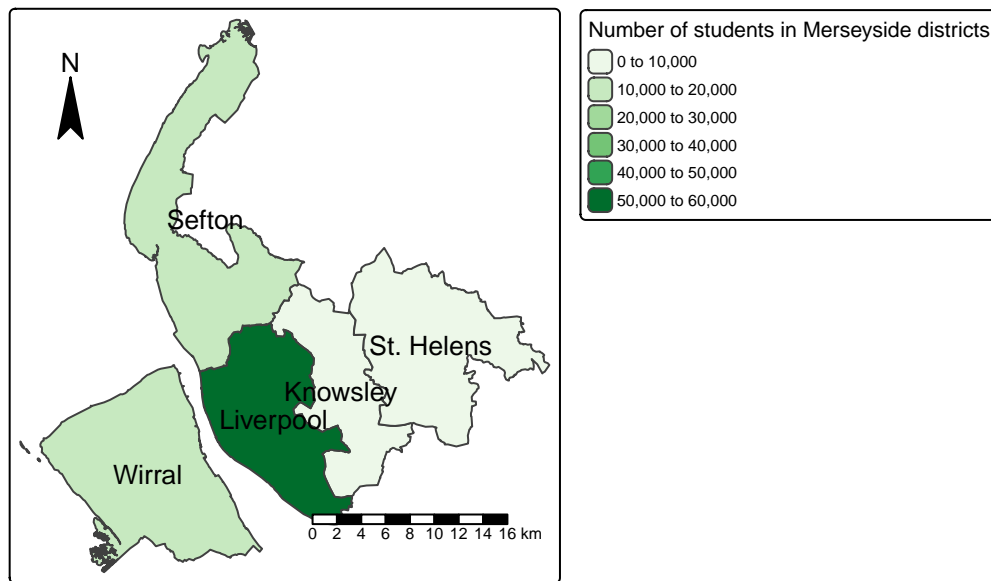 N
Sefton
St. Helens
Knowsley
Liverpool
Wirral
0 2 4 6 8 10 12 14 16 km
Number of students in Merseyside districts
0 to 10,000
10,000 to 20,000
20,000 to 30,000
30,000 to 40,000
40,000 to 50,000
50,000 to 60,000